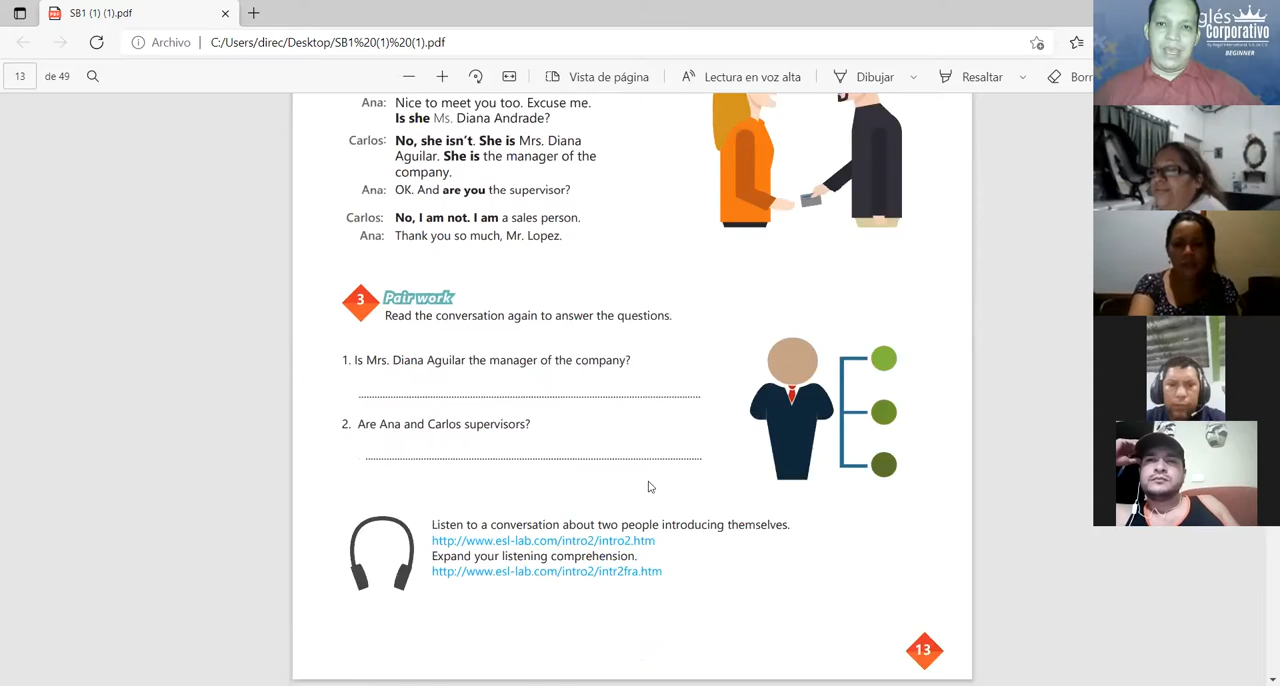 SB1 (1) (1).pdf
Archivo
C:/Users/direc/Desktop/SB1%20(1)%20(1).pdf
13 de 49
Vista de página
Lectura en voz alta
Dibujar
Resaltar
Borr
glés
Corporativo
BEGINNER
Ana: Nice to meet you too. Excuse me.
Is she Ms. Diana Andrade?
Carlos: No, she isn't. She is Mrs. Diana
Aguilar. She is the manager of the
company.
Ana: OK. And are you the supervisor?
Carlos: No, I am not. I am a sales person.
Ana: Thank you so much, Mr. Lopez.
3 Pair work
Read the conversation again to answer the questions.
1. Is Mrs. Diana Aguilar the manager of the company?
2. Are Ana and Carlos supervisors?
Listen to a conversation about two people introducing themselves.
http://www.esl-lab.com/intro2/intro2.htm
Expand your listening comprehension.
http://www.esl-lab.com/intro2/intr2fra.htm
13